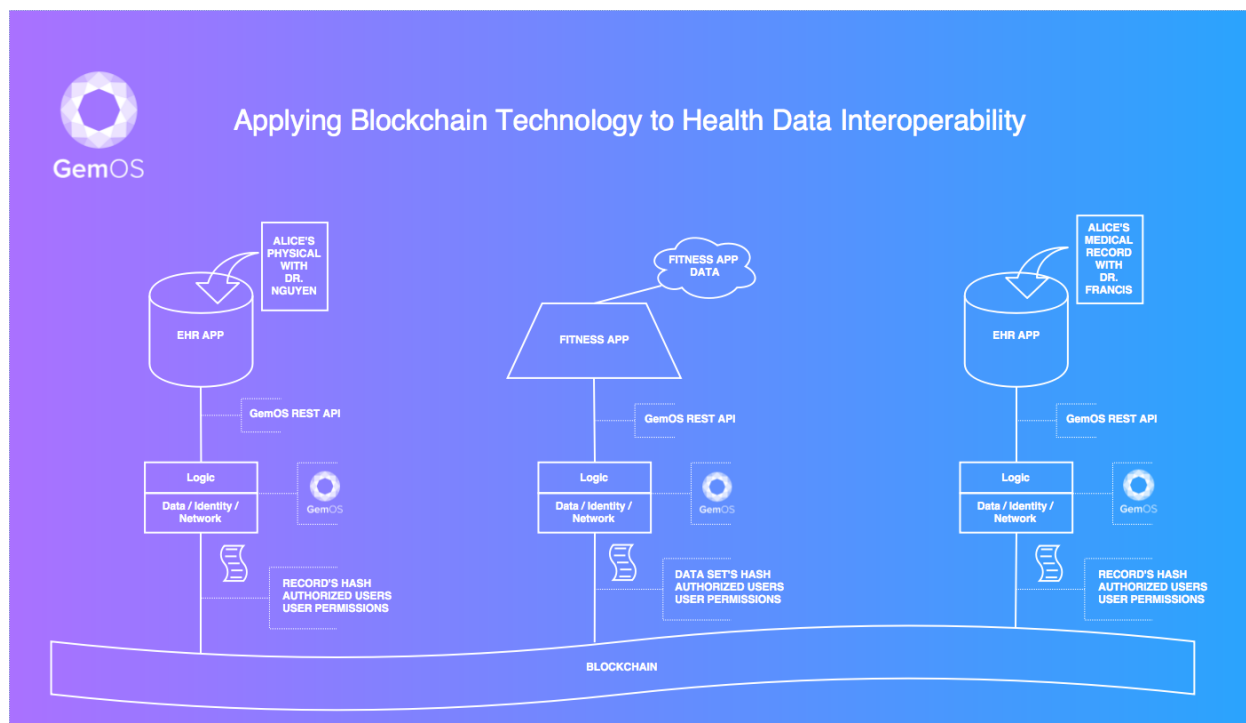 Applying Blockchain Technology to Health Data Interoperability
GemOS
ALICE'S
PHYSICAL
WITH
DR.
NGUYEN
EHR APP
GemOS REST API
Logic
Data / Identity /
Network
GemOS
RECORD'S HASH
AUTHORIZED USERS
USER PERMISSIONS
FITNESS APP
DATA
FITNESS APP
GemOS REST API
Logic
Data / Identity /
Network
GemOS
DATA SET'S HASH
AUTHORIZED USERS
USER PERMISSIONS
ALICE'S
MEDICAL
RECORD
WITH
DR.
FRANCIS
EHR APP
GemOS REST API
Logic
Data / Identity /
Network
GemOS
RECORD'S HASH
AUTHORIZED USERS
USER PERMISSIONS
BLOCKCHAIN